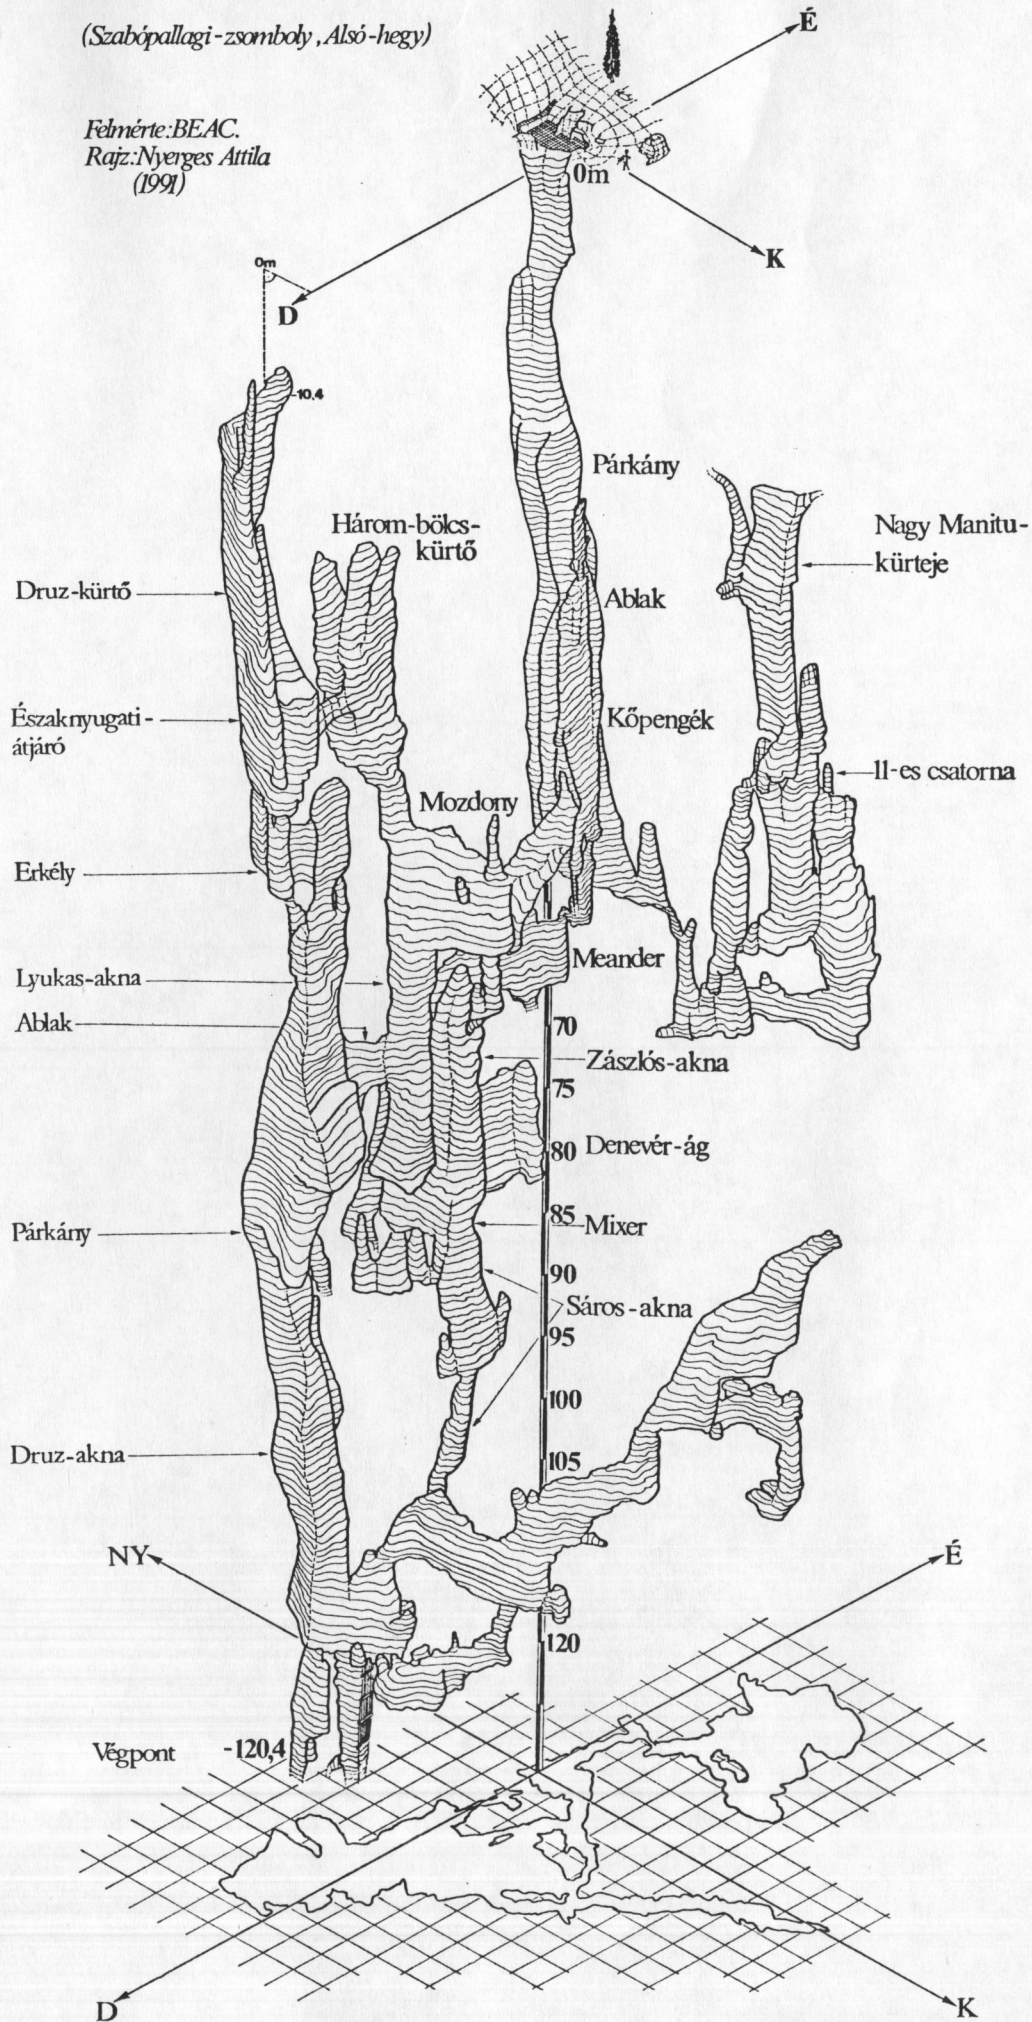 (Szabópallagi-zsomboly, Alsó-hegy)
É
Felmérte: BEAC.
Rajz: Nyerges Attila
(1991)
0m
K
0m
D
-10,4
Párkány
Három-bölcs-
kürtő
Nagy Manitu-
kürteje
Druz-kürtő
Ablak
Északnyugati-
átjáró
Kőpengék
11-es csatorna
Mozdony
Erkély
Meander
Lyukas-akna
Ablak
70
Zászlós-akna
75
80
Denevér-ág
85
Mixer
Párkány
90
Sáros-akna
95
100
Druz-akna
105
NY
É
120
Végpont
-120,4
D
K